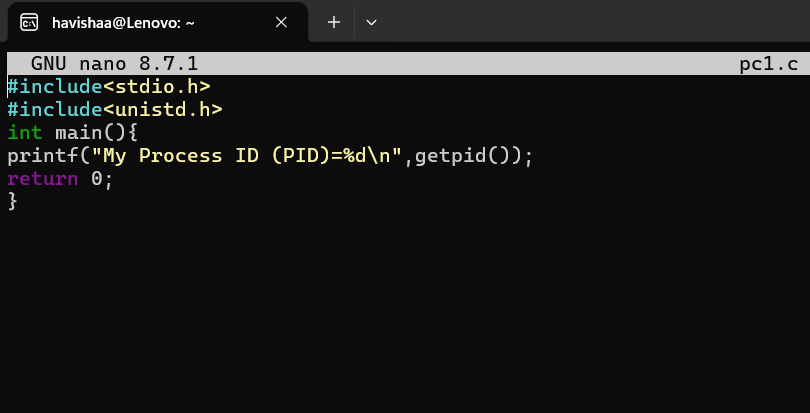 havishaa@Lenovo: ~
GNU nano 8.7.1 pc1.c
#include<stdio.h>
#include<unistd.h>
int main(){
printf("My Process ID (PID)=%d\n",getpid());
return 0;
}